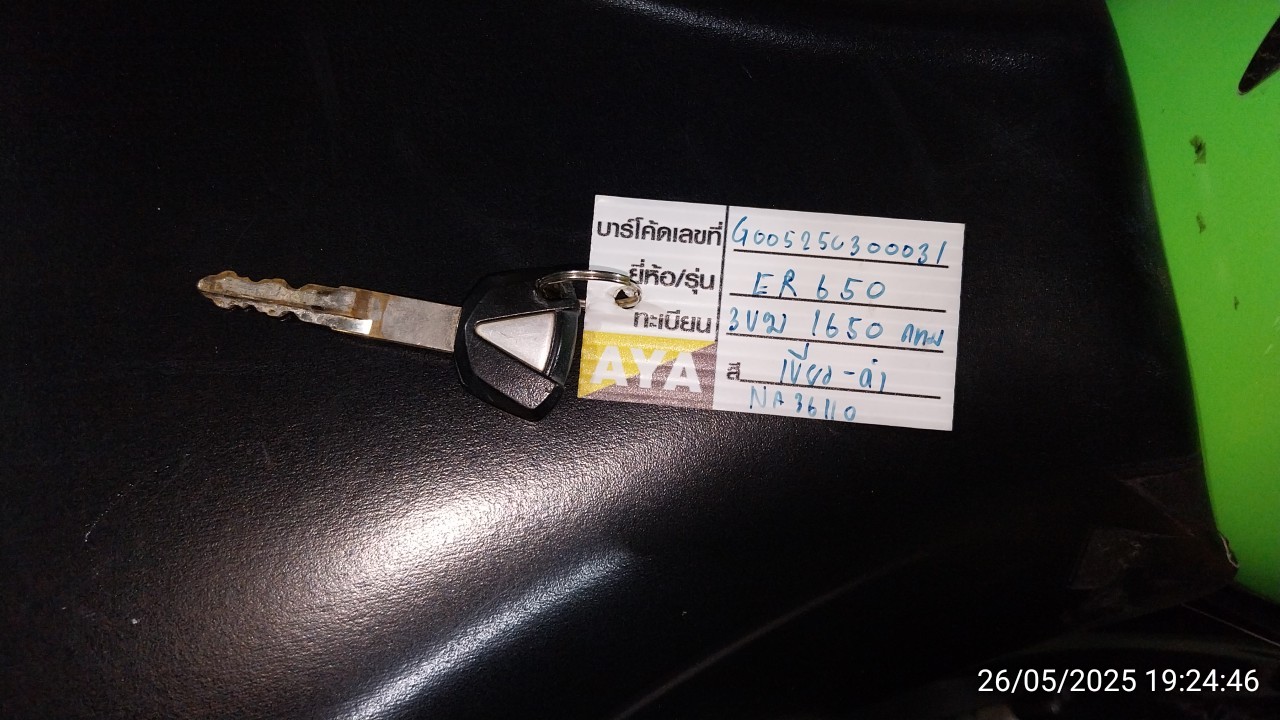 บาร์โค้ดเลขที่ G005250300031
ยี่ห้อ/รุ่น ER 650
ทะเบียน 3ขฆ 1650 กทม
AYA สี เขียว-ดำ
NA36110
26/05/2025 19:24:46